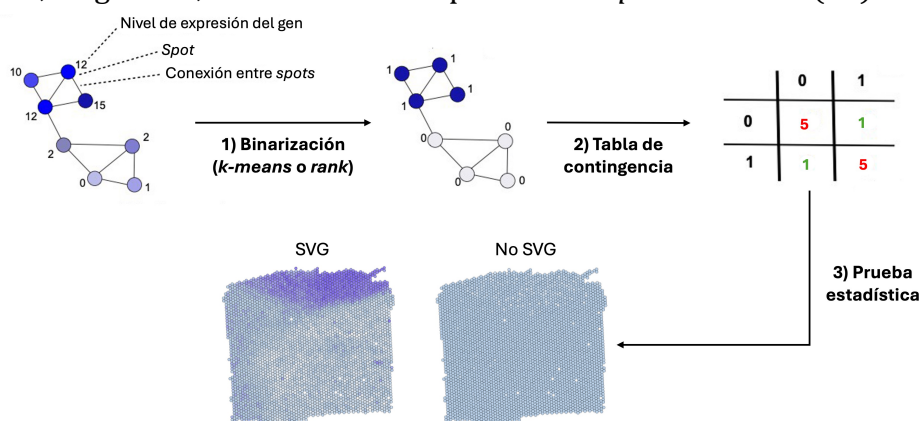 Nivel de expresión del gen
Spot
Conexión entre spots
10
12
12
15
2
2
0
1
1) Binarización
(k-means o rank)
1
1
1
1
0
0
0
0
2) Tabla de
contingencia
0 1
0 5 1
1 1 5
SVG
No SVG
3) Prueba
estadística